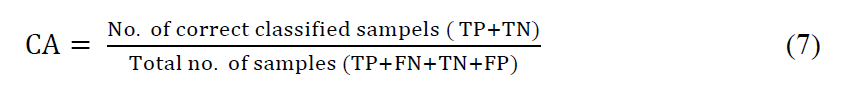 CA = No. of correct classified sampels ( TP+TN) / Total no. of samples (TP+FN+TN+FP) (7)